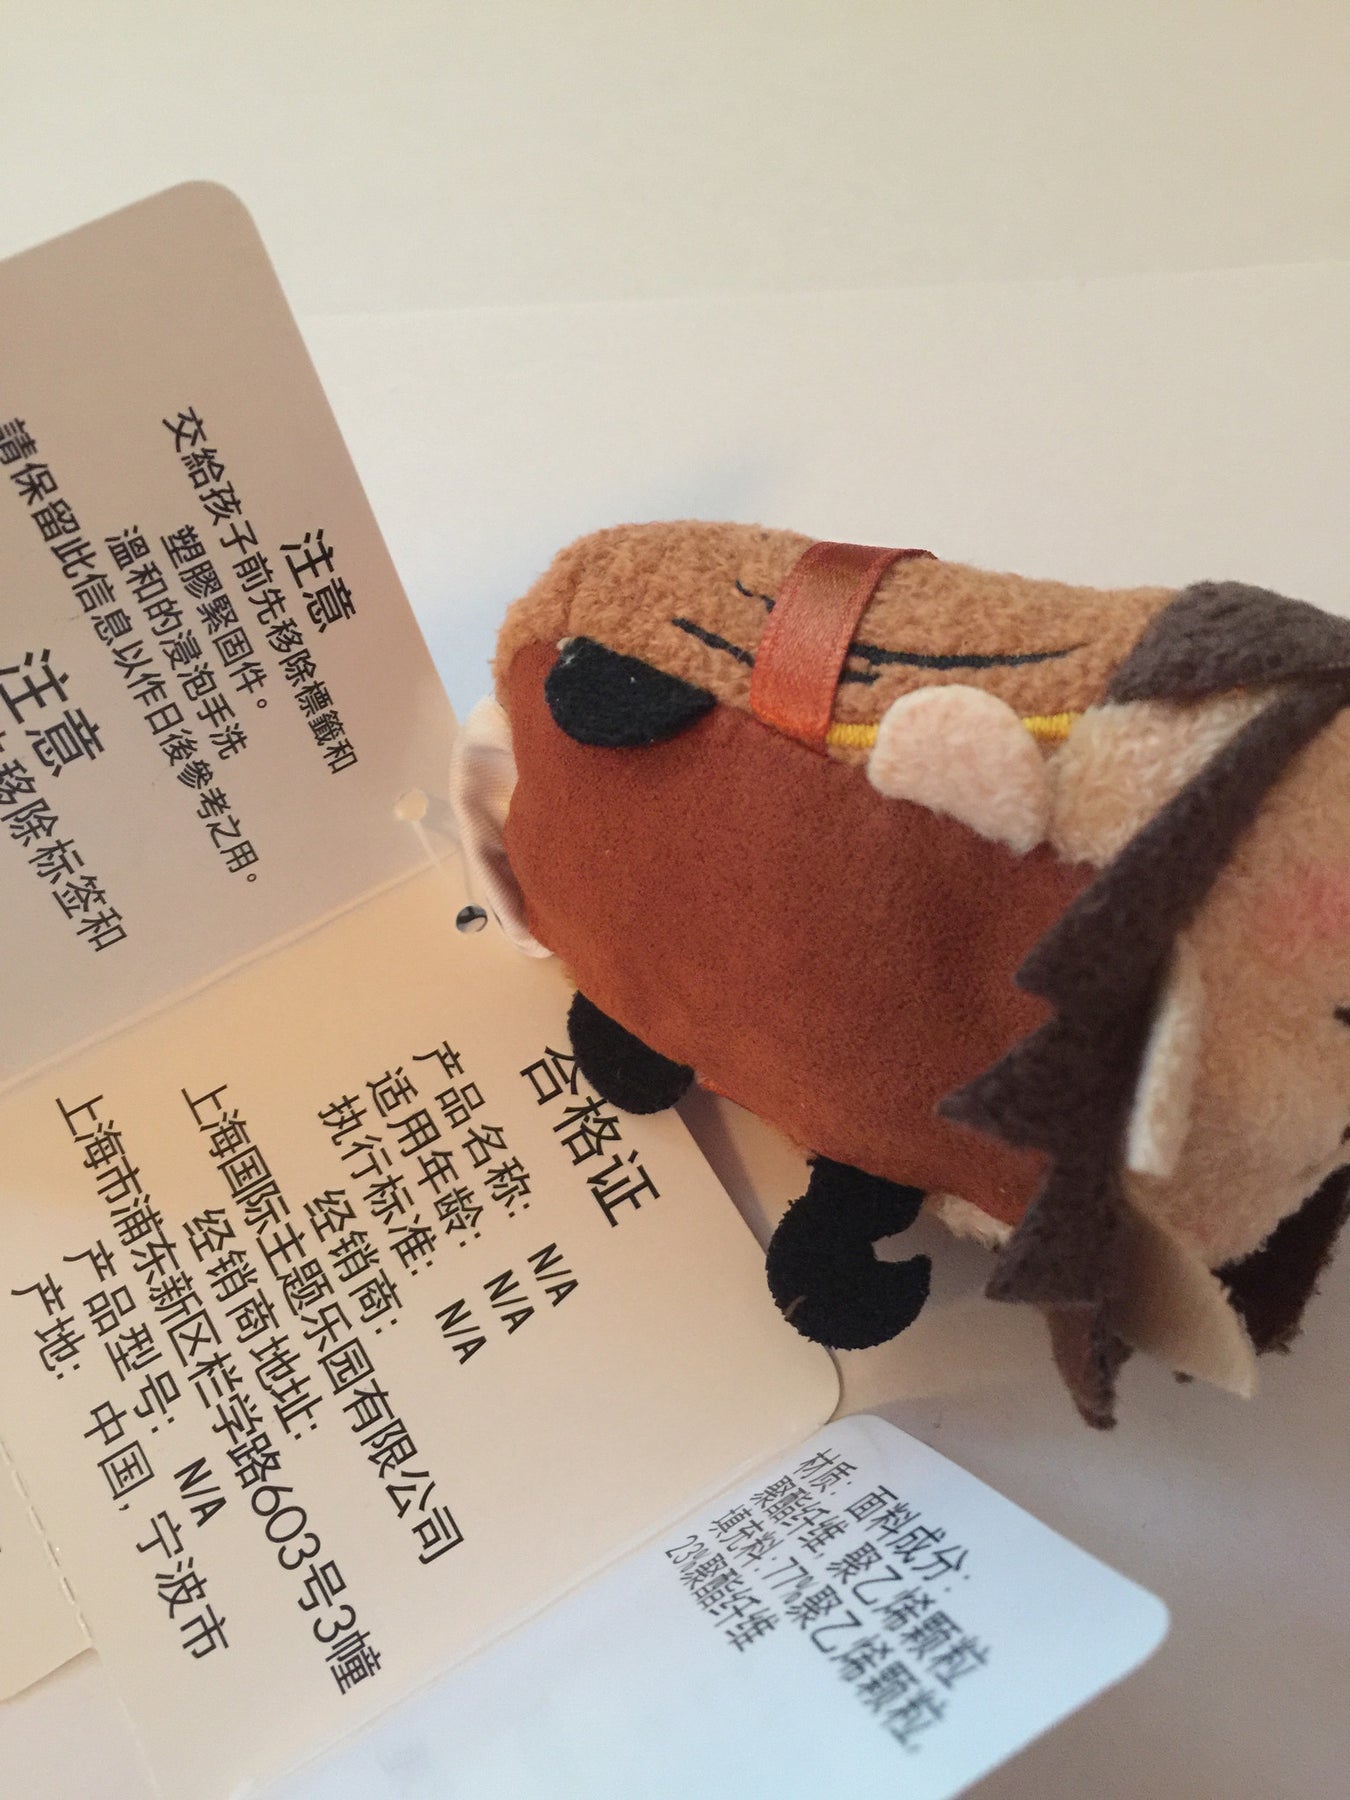 注意
交給孩子前先移除標籤和
塑膠緊固件。
溫和的浸泡手洗
請保留此信息以作日後參考之用。
注意
移除标签和
合格证
产品名称: N/A
适用年龄: N/A
执行标准: N/A
经销商:
上海国际主题乐园有限公司
经销商地址:
上海市浦东新区栏学路603号3幢
产品型号: N/A
产地: 中国, 宁波市
材质: 面料成分:
聚酯纤维, 聚乙烯颗粒
填充料: 77%聚乙烯颗粒,
23%聚酯纤维